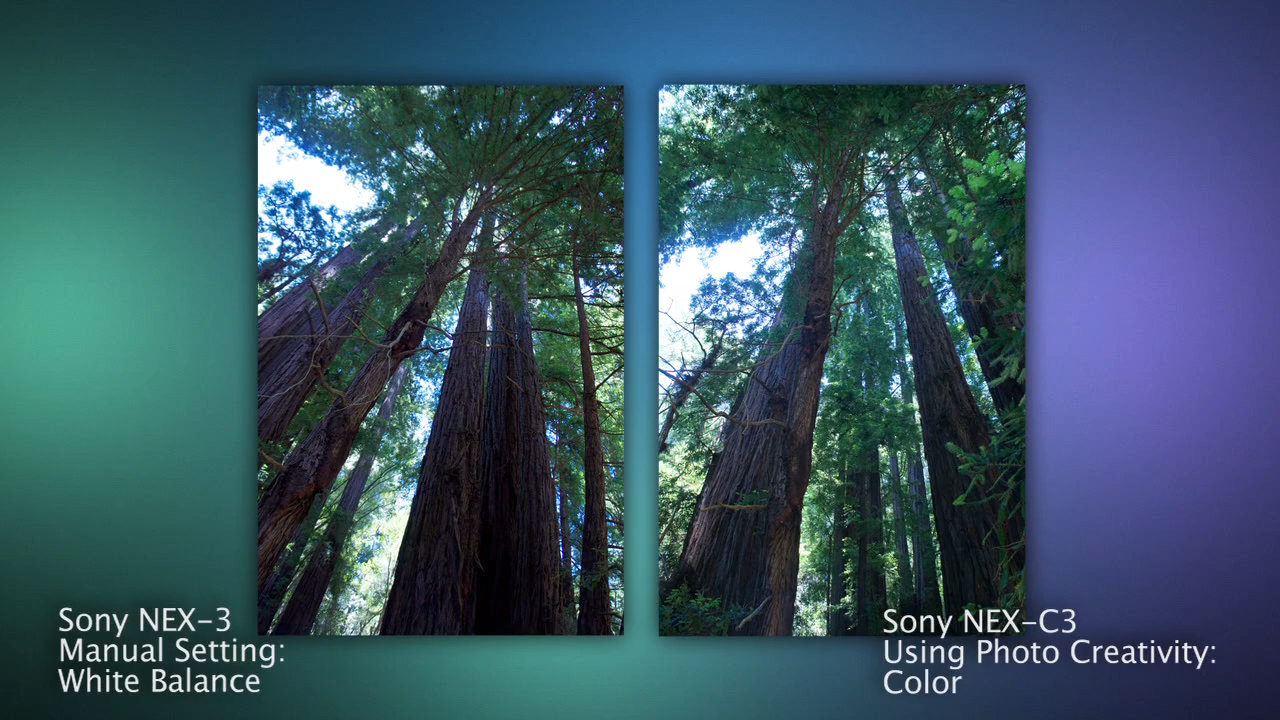 Sony NEX-3
Manual Setting:
White Balance
Sony NEX-C3
Using Photo Creativity:
Color